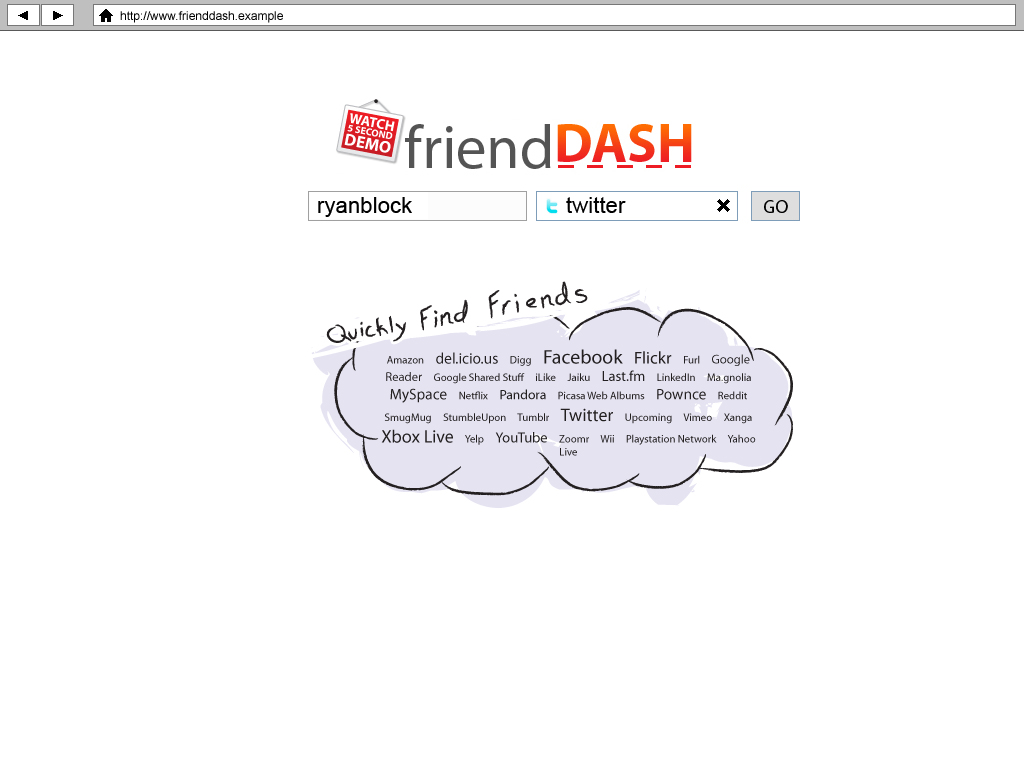 http://www.frienddash.example
WATCH
5 SECOND
DEMO
friendDASH
ryanblock
twitter
GO
Quickly Find Friends
Amazon del.icio.us Digg Facebook Flickr Furl Google
Reader Google Shared Stuff iLike Jaiku Last.fm LinkedIn Ma.gnolia
MySpace Netflix Pandora Picasa Web Albums Pownce Reddit
SmugMug StumbleUpon Tumblr Twitter Upcoming Vimeo Xanga
Xbox Live Yelp YouTube Zoomr Wii Playstation Network Yahoo
Live